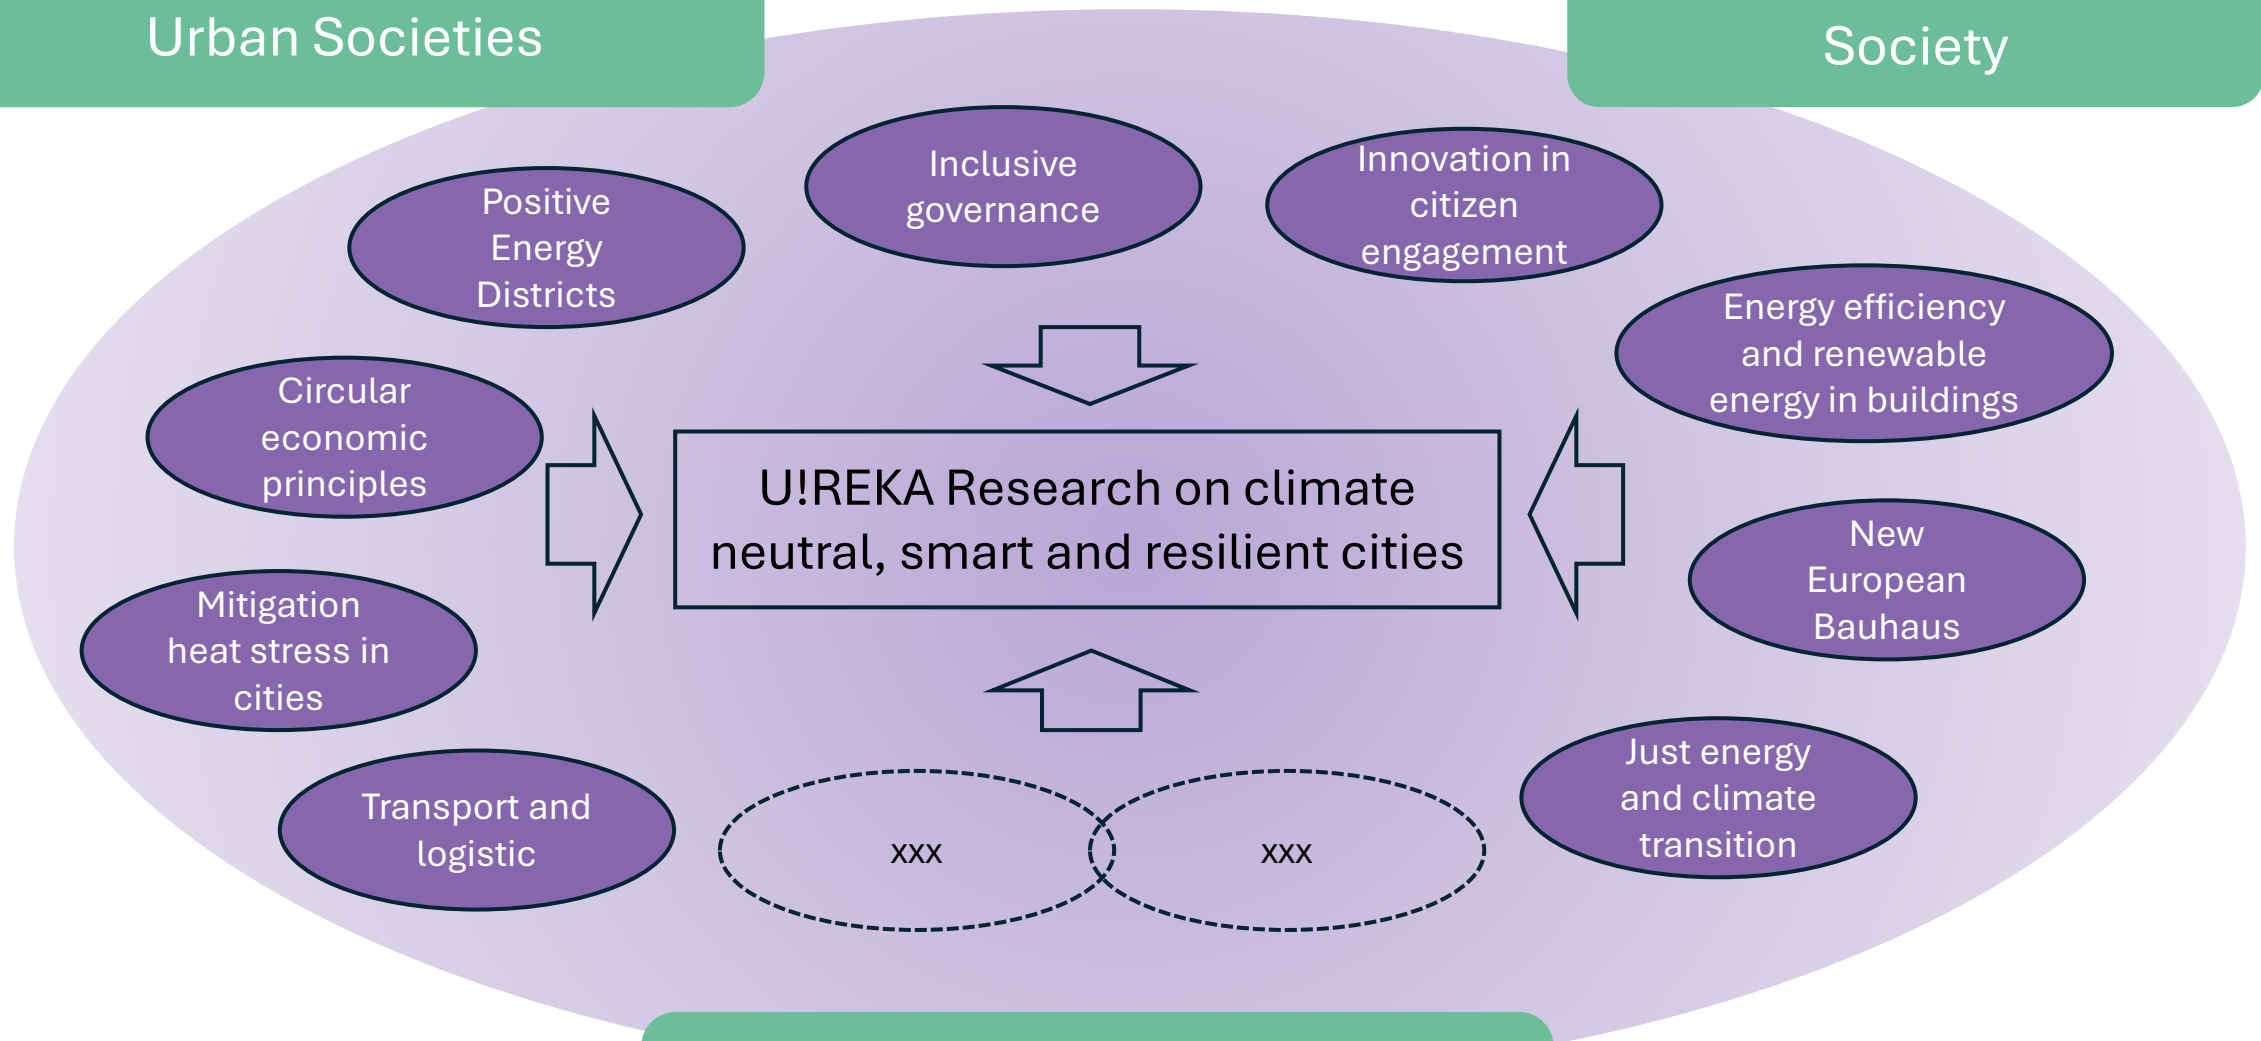 Urban Societies
Society
Inclusive
governance
Innovation in
citizen
engagement
Positive
Energy
Districts
Energy efficiency
and renewable
energy in buildings
Circular
economic
principles
U!REKA Research on climate
neutral, smart and resilient cities
New
European
Bauhaus
Mitigation
heat stress in
cities
Just energy
and climate
transition
Transport and
logistic
xxx
xxx